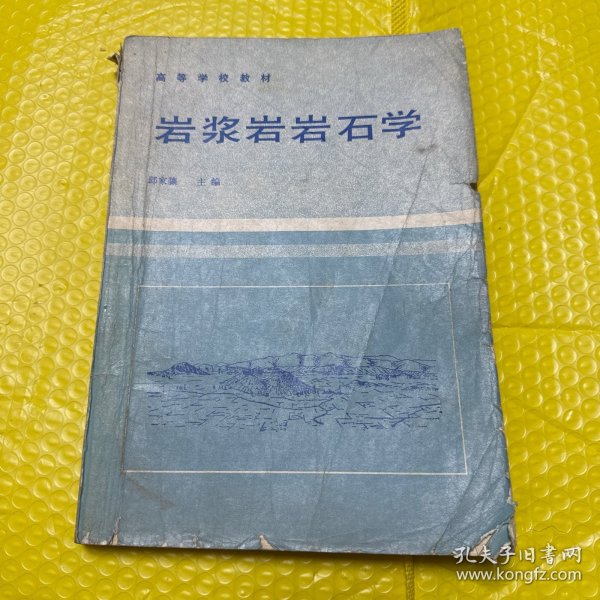 高等学校教材
岩浆岩岩石学
邱家骧 主编
孔夫子旧书网
www.kongfz.com